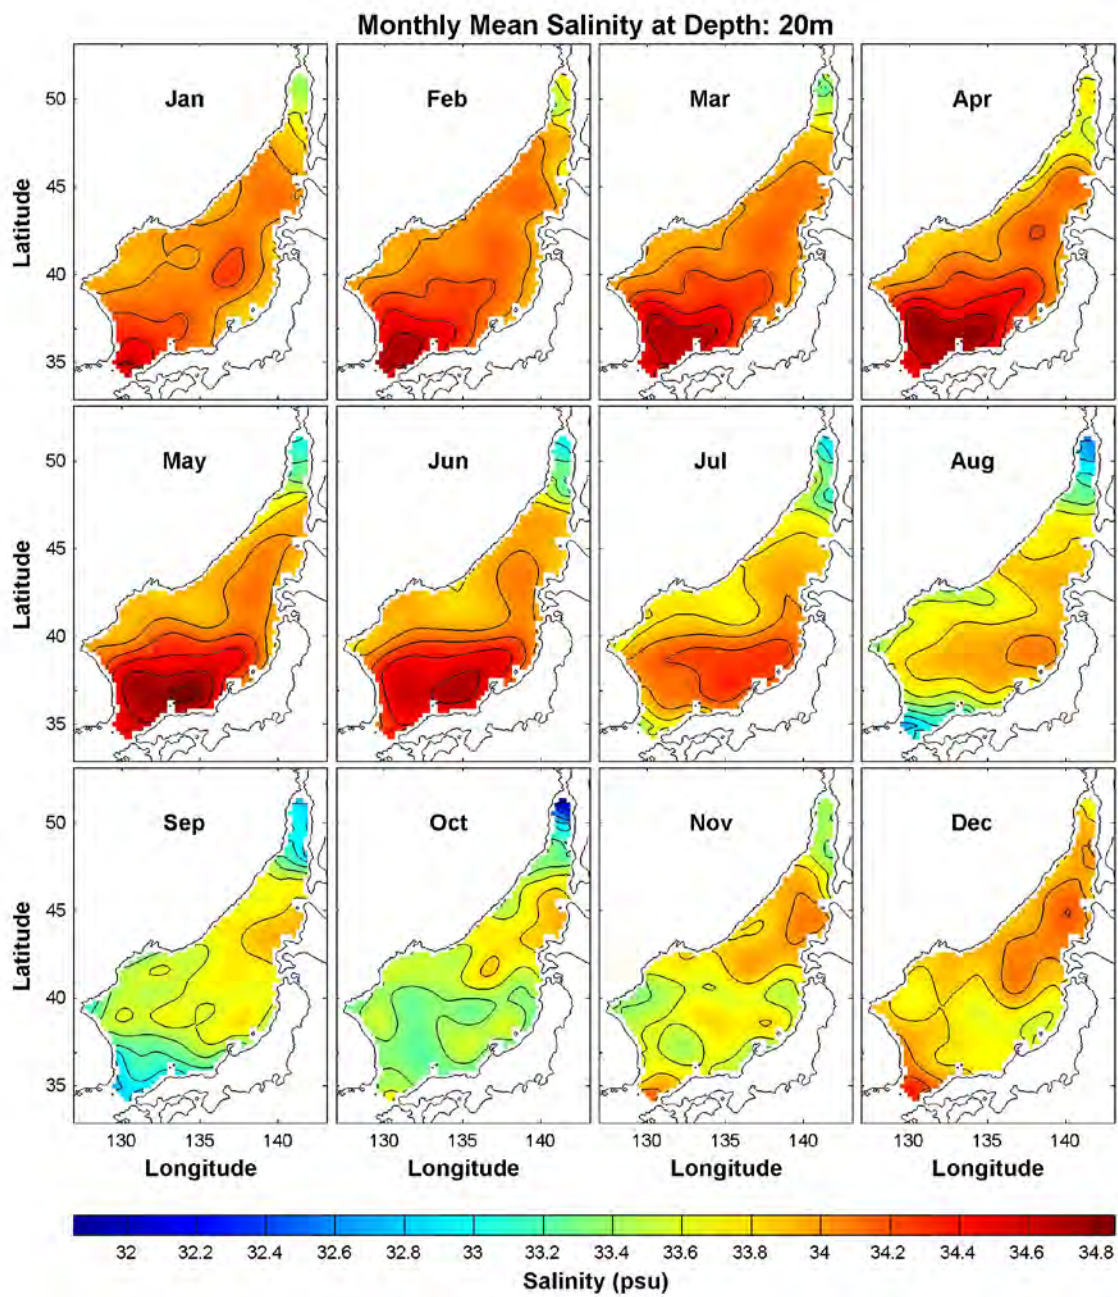 Monthly Mean Salinity at Depth: 20m
Jan Feb Mar Apr
50
45
40
35
Latitude
May Jun Jul Aug
50
45
40
35
Latitude
Sep Oct Nov Dec
50
45
40
35
Latitude
130 135 140 130 135 140 130 135 140 130 135 140
Longitude Longitude Longitude Longitude
32 32.2 32.4 32.6 32.8 33 33.2 33.4 33.6 33.8 34 34.2 34.4 34.6 34.8
Salinity (psu)